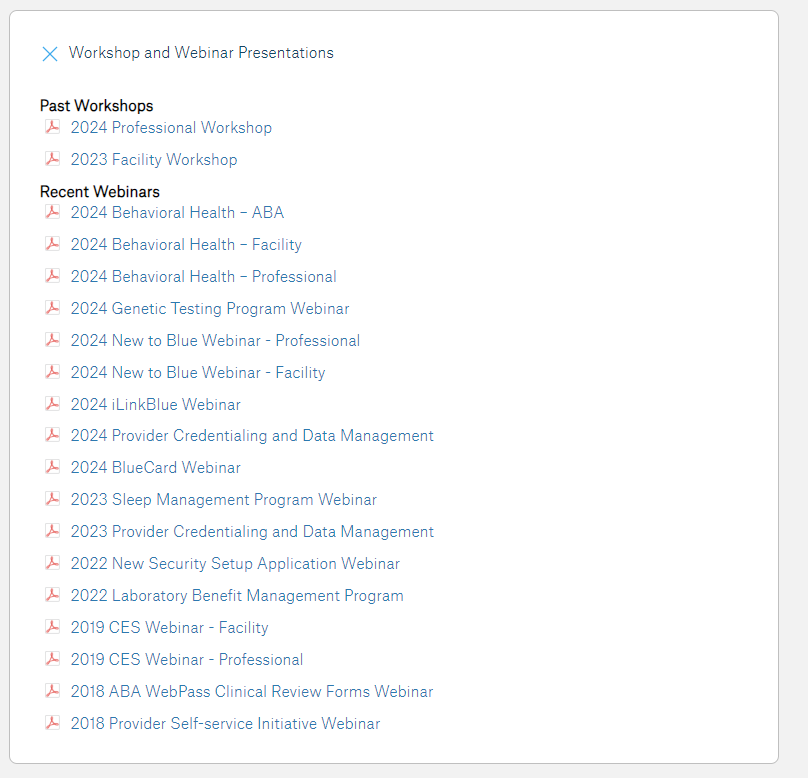 Workshop and Webinar Presentations
Past Workshops
2024 Professional Workshop
2023 Facility Workshop
Recent Webinars
2024 Behavioral Health – ABA
2024 Behavioral Health – Facility
2024 Behavioral Health – Professional
2024 Genetic Testing Program Webinar
2024 New to Blue Webinar - Professional
2024 New to Blue Webinar - Facility
2024 iLinkBlue Webinar
2024 Provider Credentialing and Data Management
2024 BlueCard Webinar
2023 Sleep Management Program Webinar
2023 Provider Credentialing and Data Management
2022 New Security Setup Application Webinar
2022 Laboratory Benefit Management Program
2019 CES Webinar - Facility
2019 CES Webinar - Professional
2018 ABA WebPass Clinical Review Forms Webinar
2018 Provider Self-service Initiative Webinar